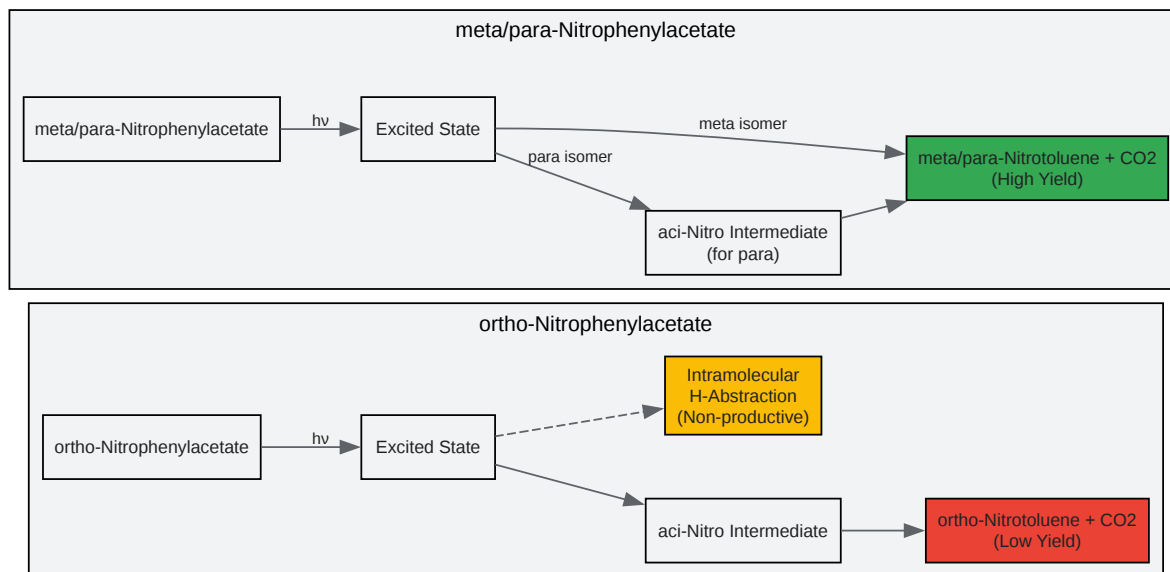 meta/para-Nitrophenylacetate
meta/para-Nitrophenylacetate
hν
Excited State
meta isomer
para isomer
aci-Nitro Intermediate
(for para)
meta/para-Nitrotoluene + CO2
(High Yield)
ortho-Nitrophenylacetate
ortho-Nitrophenylacetate
hν
Excited State
Intramolecular
H-Abstraction
(Non-productive)
aci-Nitro Intermediate
ortho-Nitrotoluene + CO2
(Low Yield)